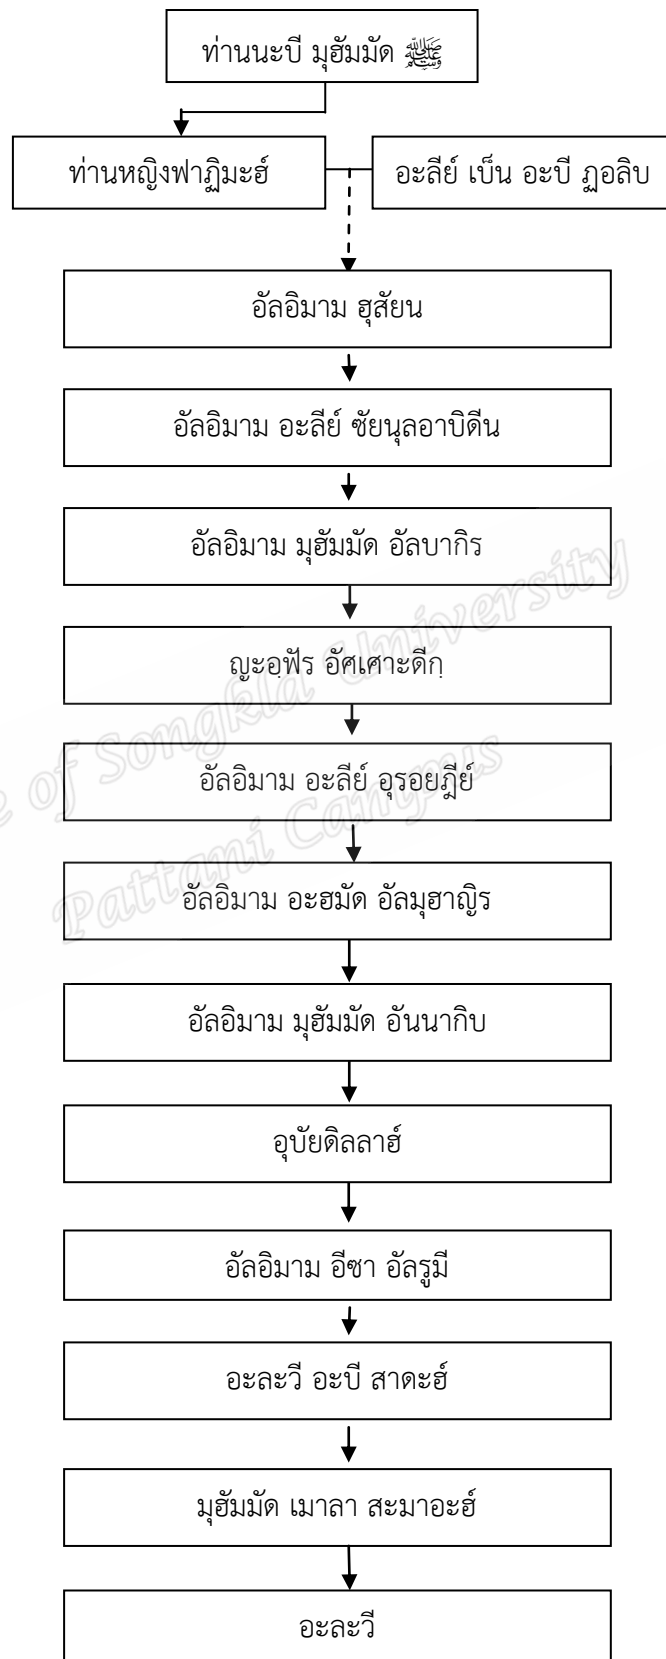 ท่านนะบี มุฮัมมัด ﷺ
ท่านหญิงฟาฏิมะฮ์
อะลีย์ เบ็น อะบี ฏอลิบ
อัลอิมาม ฮุสัยน
อัลอิมาม อะลีย์ ซัยนุลอาบิดีน
อัลอิมาม มุฮัมมัด อัลบากิร
ญะอฺฟัร อัศเศาะดีกฺ
อัลอิมาม อะลีย์ อุรอยฎีย์
อัลอิมาม อะฮมัด อัลมุฮาญิร
อัลอิมาม มุฮัมมัด อันนากิบ
อุบัยดิลลาฮ์
อัลอิมาม อีซา อัลรูมี
อะละวี อะบี สาดะฮ์
มุฮัมมัด เมาลา สะมาอะฮ์
อะละวี
e of Songkla University
Pattani Campus